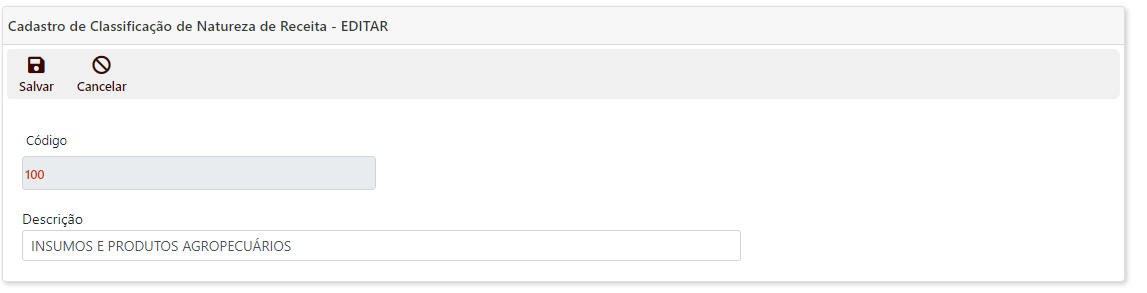 Cadastro de Classificação de Natureza de Receita - EDITAR
Salvar Cancelar
Código
100
Descrição
INSUMOS E PRODUTOS AGROPECUÁRIOS